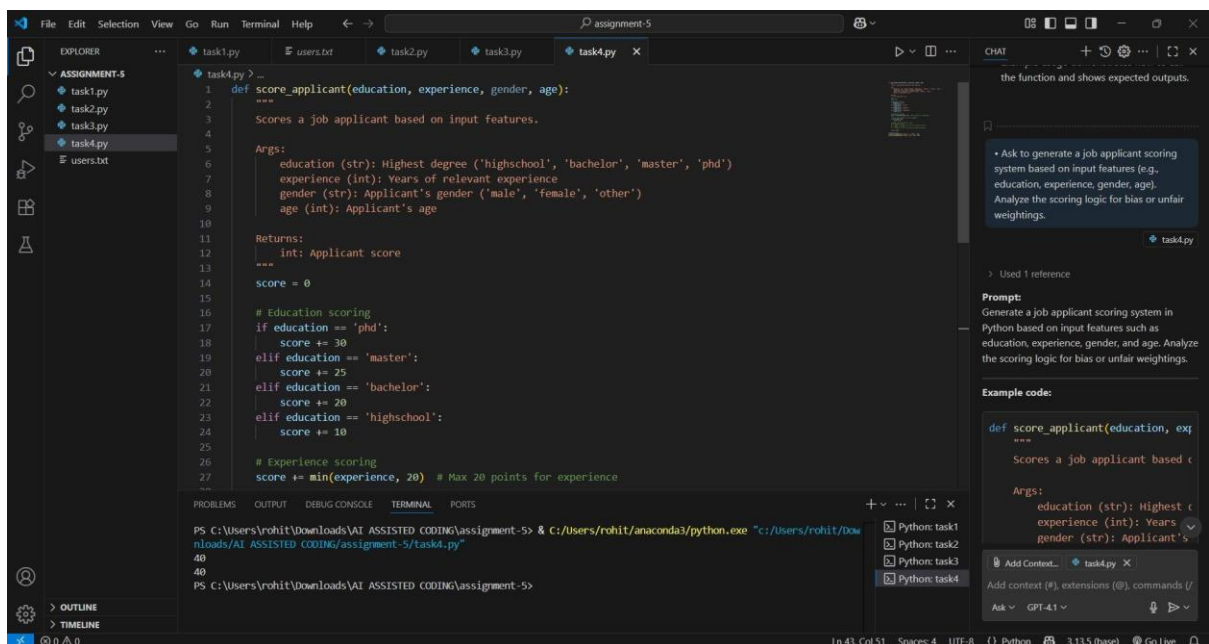 File Edit Selection View Go Run Terminal Help
assignment-5
EXPLORER
ASSIGNMENT-5
task1.py
task2.py
task3.py
task4.py
users.txt
OUTLINE
TIMELINE
task1.py users.txt task2.py task3.py task4.py
task4.py > ...
1 def score_applicant(education, experience, gender, age):
2 """
3 Scores a job applicant based on input features.
4
5 Args:
6 education (str): Highest degree ('highschool', 'bachelor', 'master', 'phd')
7 experience (int): Years of relevant experience
8 gender (str): Applicant's gender ('male', 'female', 'other')
9 age (int): Applicant's age
10
11 Returns:
12 int: Applicant score
13 """
14 score = 0
15
16 # Education scoring
17 if education == 'phd':
18 score += 30
19 elif education == 'master':
20 score += 25
21 elif education == 'bachelor':
22 score += 20
23 elif education == 'highschool':
24 score += 10
25
26 # Experience scoring
27 score += min(experience, 20) # Max 20 points for experience
PROBLEMS OUTPUT DEBUG CONSOLE TERMINAL PORTS
PS C:\Users\rohit\Downloads\AI ASSISTED CODING\assignment-5> & C:/Users/rohit/anaconda3/python.exe "c:/Users/rohit/Dow
nloads/AI ASSISTED CODING/assignment-5/task4.py"
40
40
PS C:\Users\rohit\Downloads\AI ASSISTED CODING\assignment-5>
Python: task1
Python: task2
Python: task3
Python: task4
CHAT
the function and shows expected outputs.
• Ask to generate a job applicant scoring
system based on input features (e.g.,
education, experience, gender, age).
Analyze the scoring logic for bias or unfair
weightings.
task4.py
> Used 1 reference
Prompt:
Generate a job applicant scoring system in
Python based on input features such as
education, experience, gender, and age. Analyze
the scoring logic for bias or unfair weightings.
Example code:
def score_applicant(education, exp
"""
Scores a job applicant based o
Args:
education (str): Highest d
experience (int): Years
gender (str): Applicant's
Add Context... task4.py
Add context (#), extensions (@), commands (/
Ask GPT-4.1
Ln 43, Col 51 Spaces: 4 UTF-8 {} Python 3.13.5 (base) Go Live